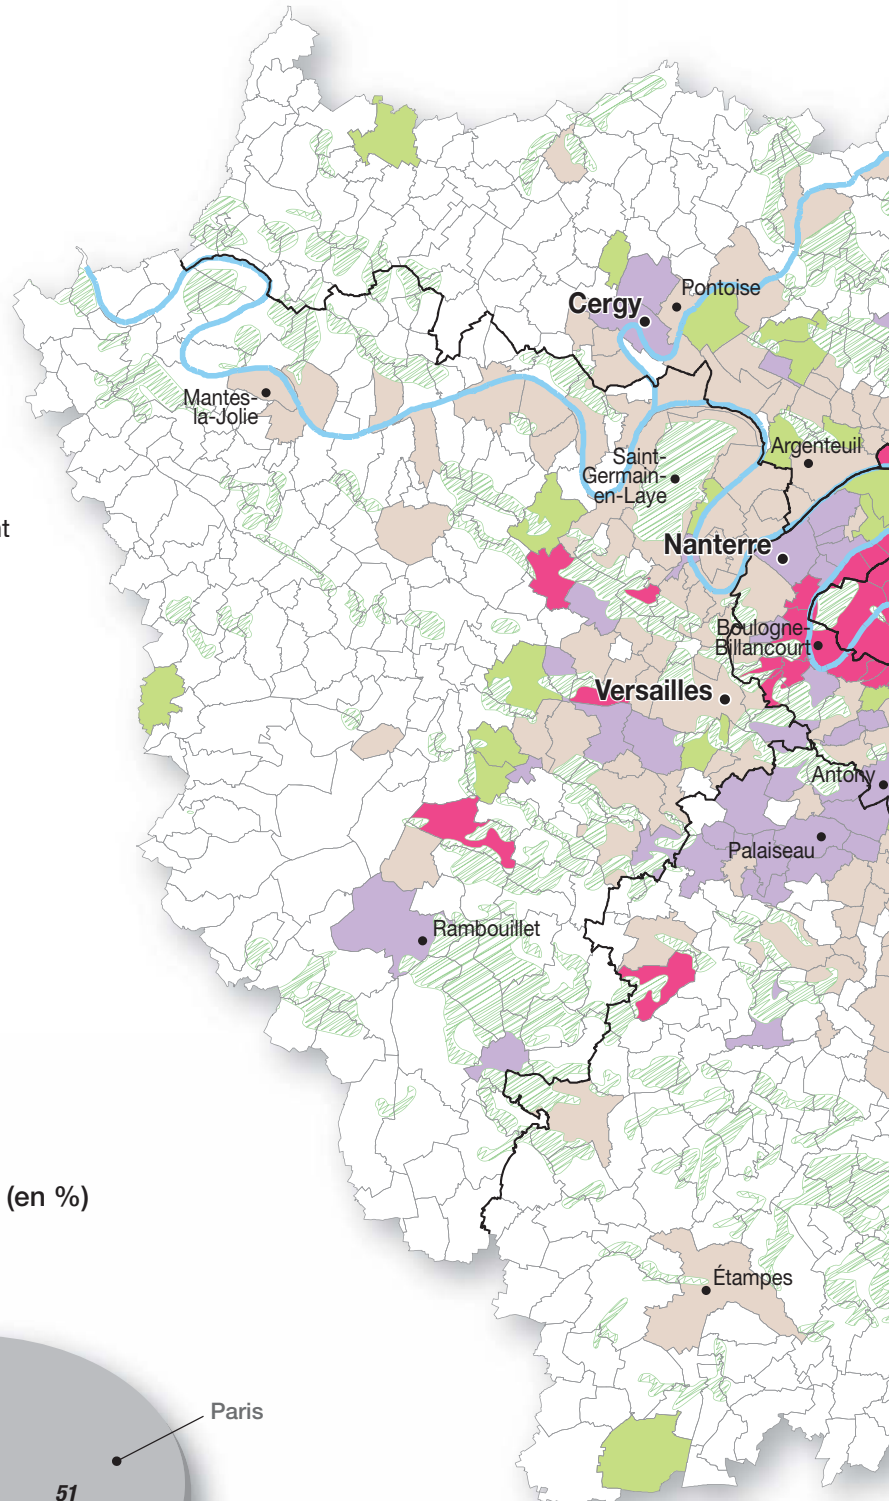 Cergy
Pontoise
Mantes-
la-Jolie
Argenteuil
Saint-
Germain-
en-Laye
nt
Nanterre
Boulogne-
Billancourt
Versailles
Antony
Palaiseau
Rambouillet
(en %)
Étampes
Paris
51